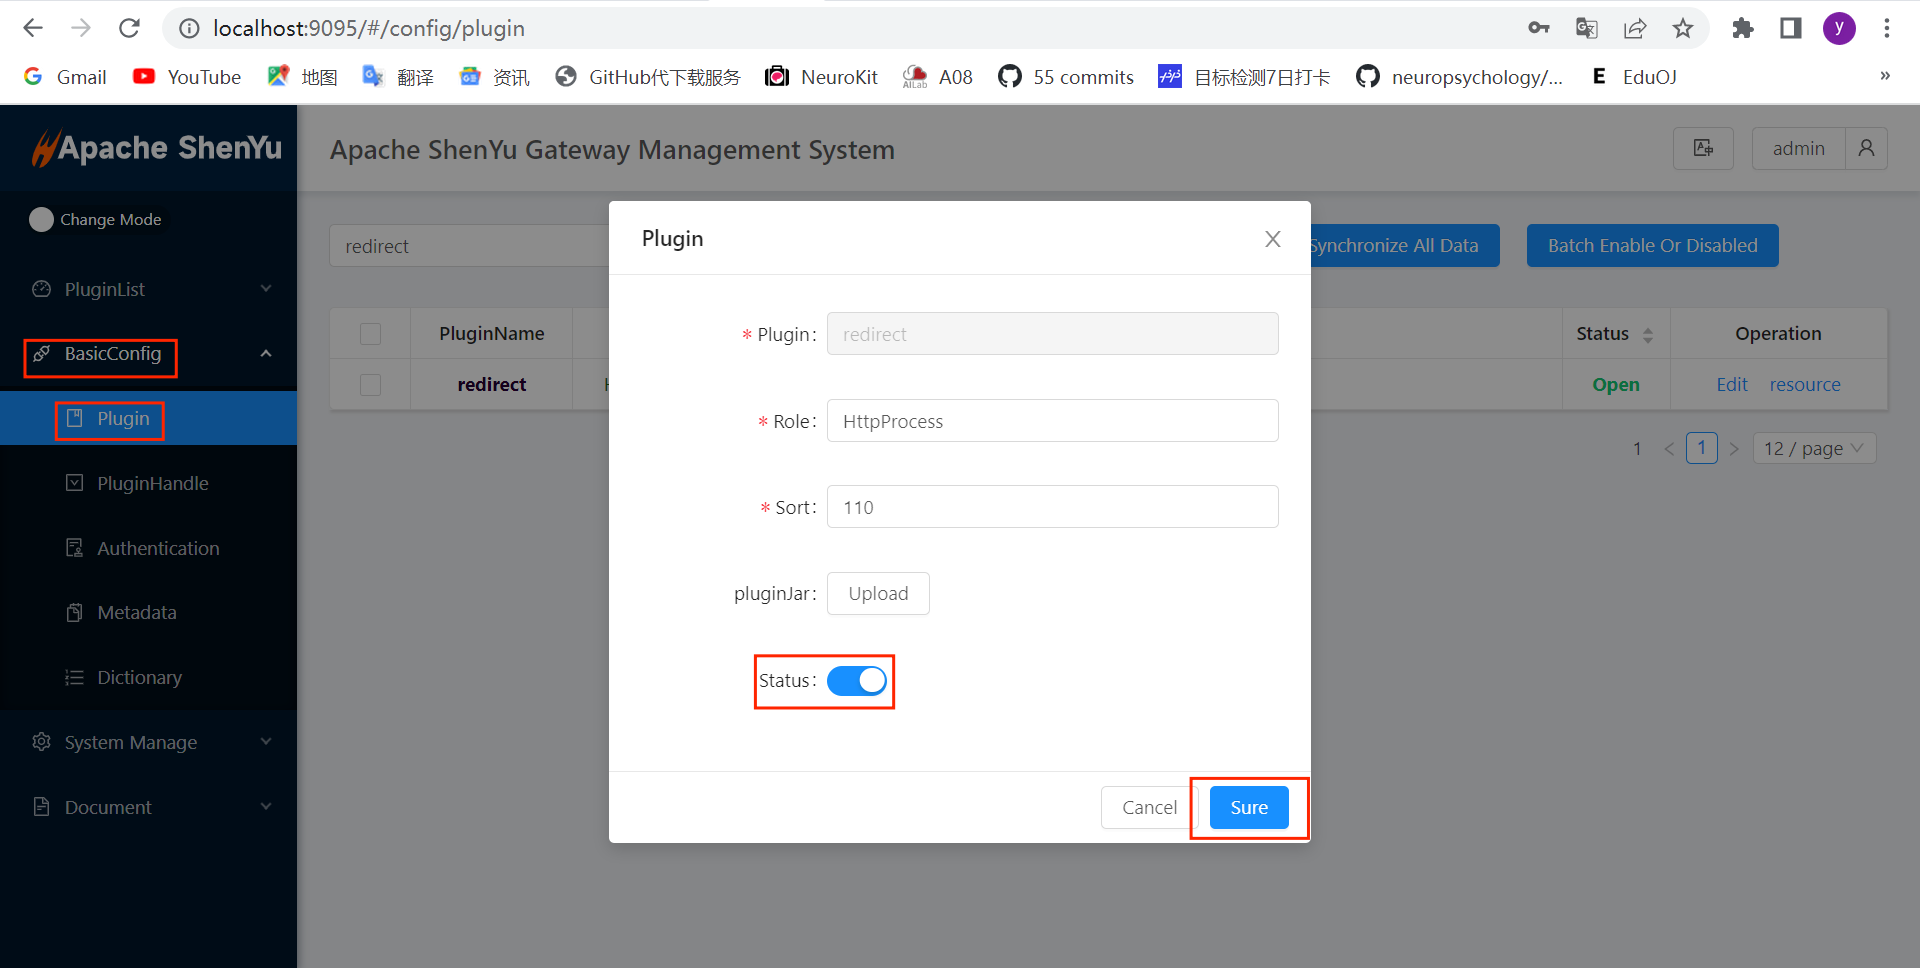 localhost:9095/#/config/plugin
y
Gmail YouTube 地图 翻译 资讯 GitHub代下载服务 NeuroKit AILab A08 55 commits 目标检测7日打卡 neuropsychology/... E EduOJ »
Apache ShenYu
Apache ShenYu Gateway Management System
admin
Change Mode
PluginList
BasicConfig
Plugin
PluginHandle
Authentication
Metadata
Dictionary
System Manage
Document
redirect
Synchronize All Data
Batch Enable Or Disabled
PluginName Status Operation
redirect H Open Edit resource
1 < 1 > 12 / page
Plugin
* Plugin: redirect
* Role: HttpProcess
* Sort: 110
pluginJar: Upload
Status:
Cancel Sure